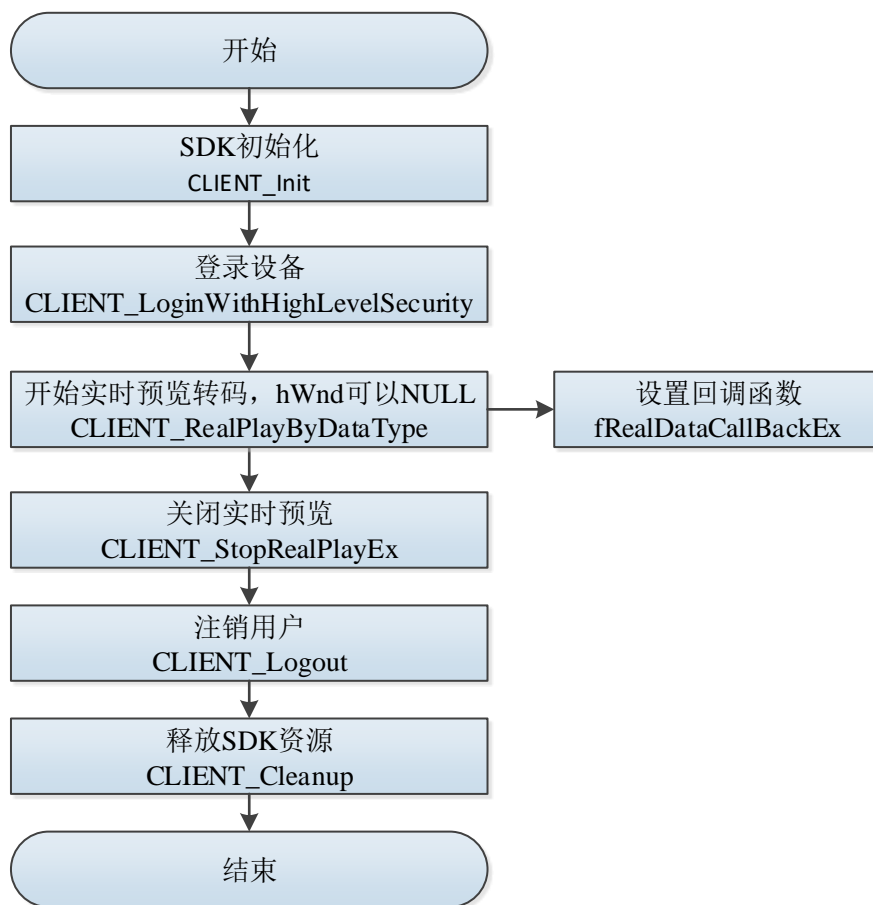 开始
SDK初始化
CLIENT_Init
登录设备
CLIENT_LoginWithHighLevelSecurity
开始实时预览转码，hWnd可以NULL
CLIENT_RealPlayByDataType
设置回调函数
fRealDataCallBackEx
关闭实时预览
CLIENT_StopRealPlayEx
注销用户
CLIENT_Logout
释放SDK资源
CLIENT_Cleanup
结束